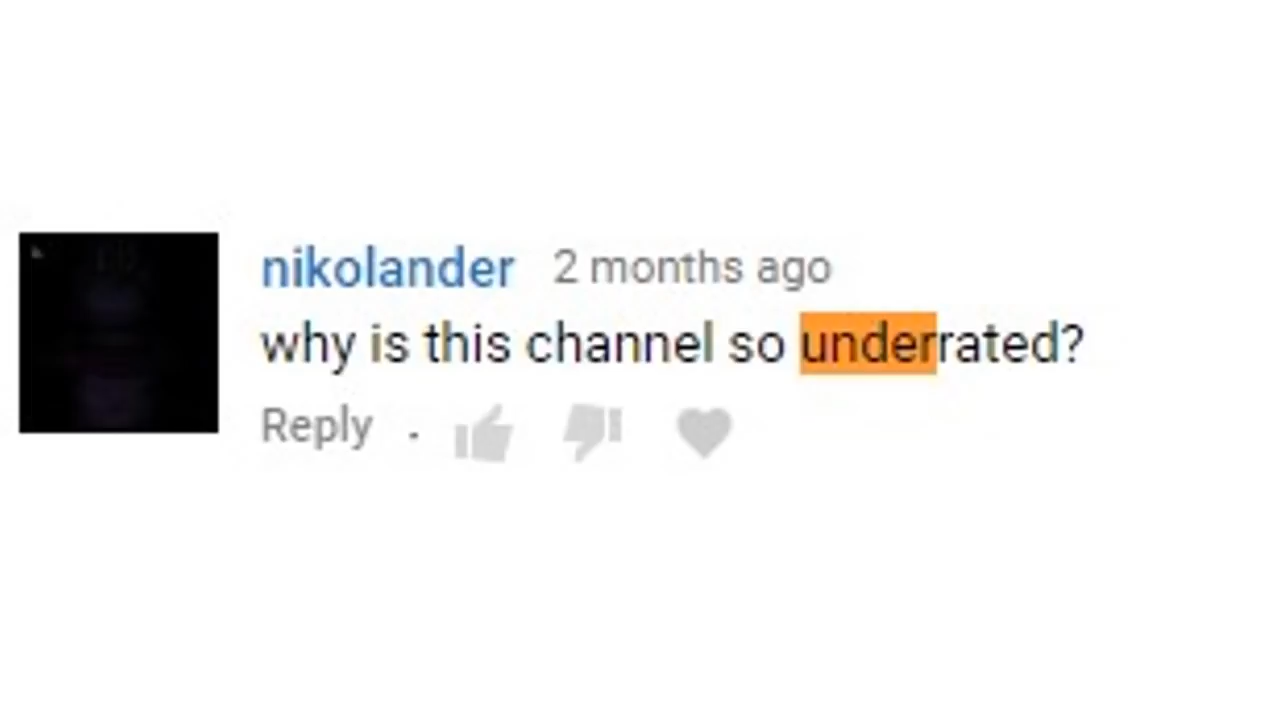 nikolander 2 months ago
why is this channel so underrated?
Reply .